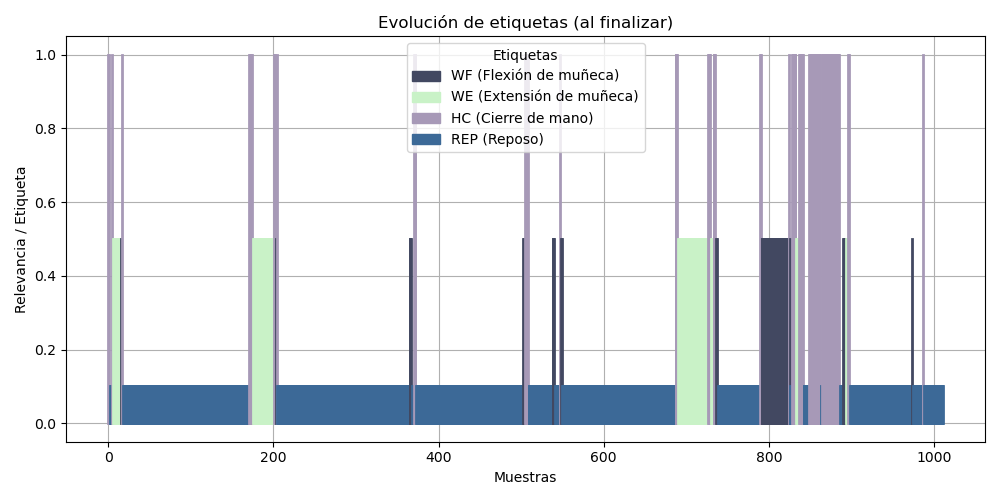 Evolución de etiquetas (al finalizar)
Relevancia / Etiqueta
1.0
0.8
0.6
0.4
0.2
0.0
Etiquetas
WF (Flexión de muñeca)
WE (Extensión de muñeca)
HC (Cierre de mano)
REP (Reposo)
0 200 400 600 800 1000
Muestras